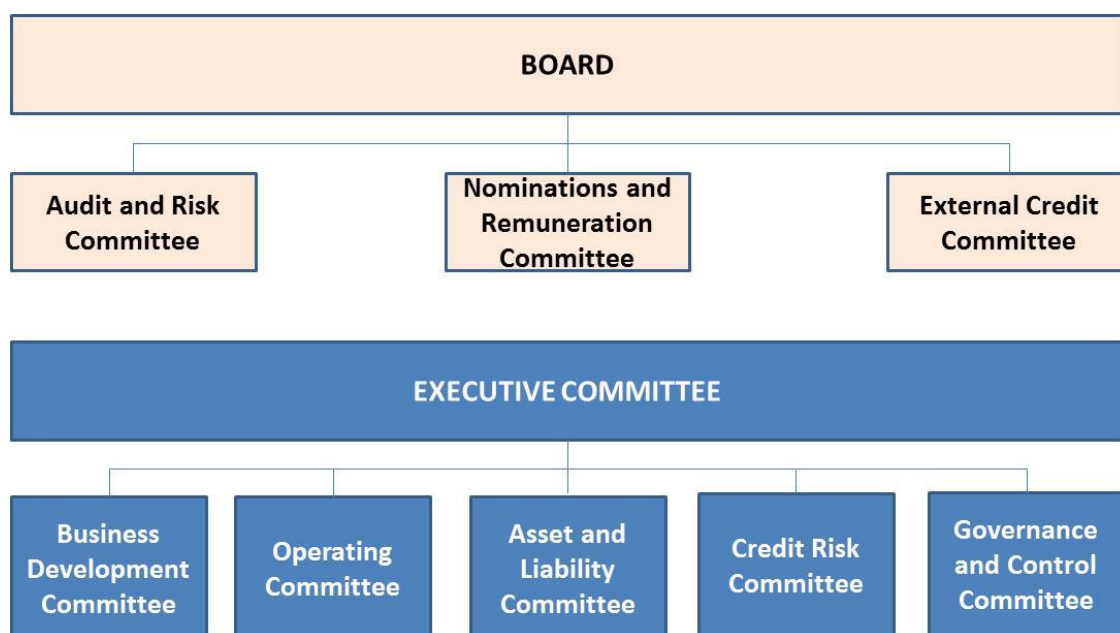 BOARD
Audit and Risk
Committee
Nominations and
Remuneration
Committee
External Credit
Committee
EXECUTIVE COMMITTEE
Business
Development
Committee
Operating
Committee
Asset and
Liability
Committee
Credit Risk
Committee
Governance
and Control
Committee